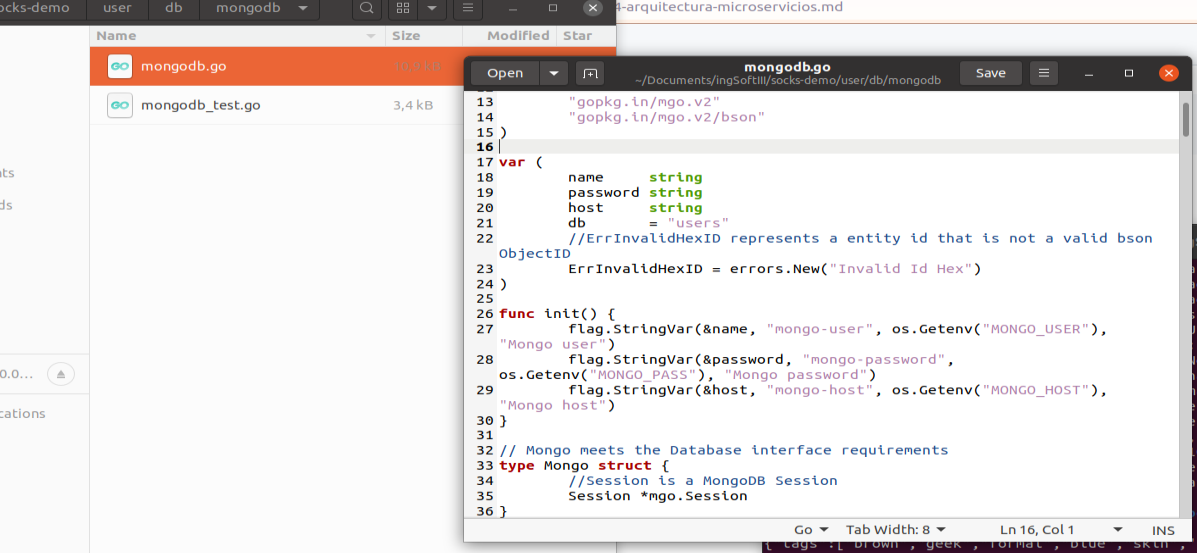 ocks-demo user db mongodb
4-arquitectura-microservicios.md
Name Size Modified Star
mongodb.go
mongodb_test.go 3,4 kB
nts
ds
0.0...
cations
Open mongodb.go Save
~/Documents/ingSoftIII/socks-demo/user/db/mongodb
13 "gopkg.in/mgo.v2"
14 "gopkg.in/mgo.v2/bson"
15 )
16
17 var (
18 name string
19 password string
20 host string
21 db = "users"
22 //ErrInvalidHexID represents a entity id that is not a valid bson
ObjectID
23 ErrInvalidHexID = errors.New("Invalid Id Hex")
24 )
25
26 func init() {
27 flag.StringVar(&name, "mongo-user", os.Getenv("MONGO_USER"),
"Mongo user")
28 flag.StringVar(&password, "mongo-password",
os.Getenv("MONGO_PASS"), "Mongo password")
29 flag.StringVar(&host, "mongo-host", os.Getenv("MONGO_HOST"),
"Mongo host")
30 }
31
32 // Mongo meets the Database interface requirements
33 type Mongo struct {
34 //Session is a MongoDB Session
35 Session *mgo.Session
36 }
Go Tab Width: 8 Ln 16, Col 1 INS